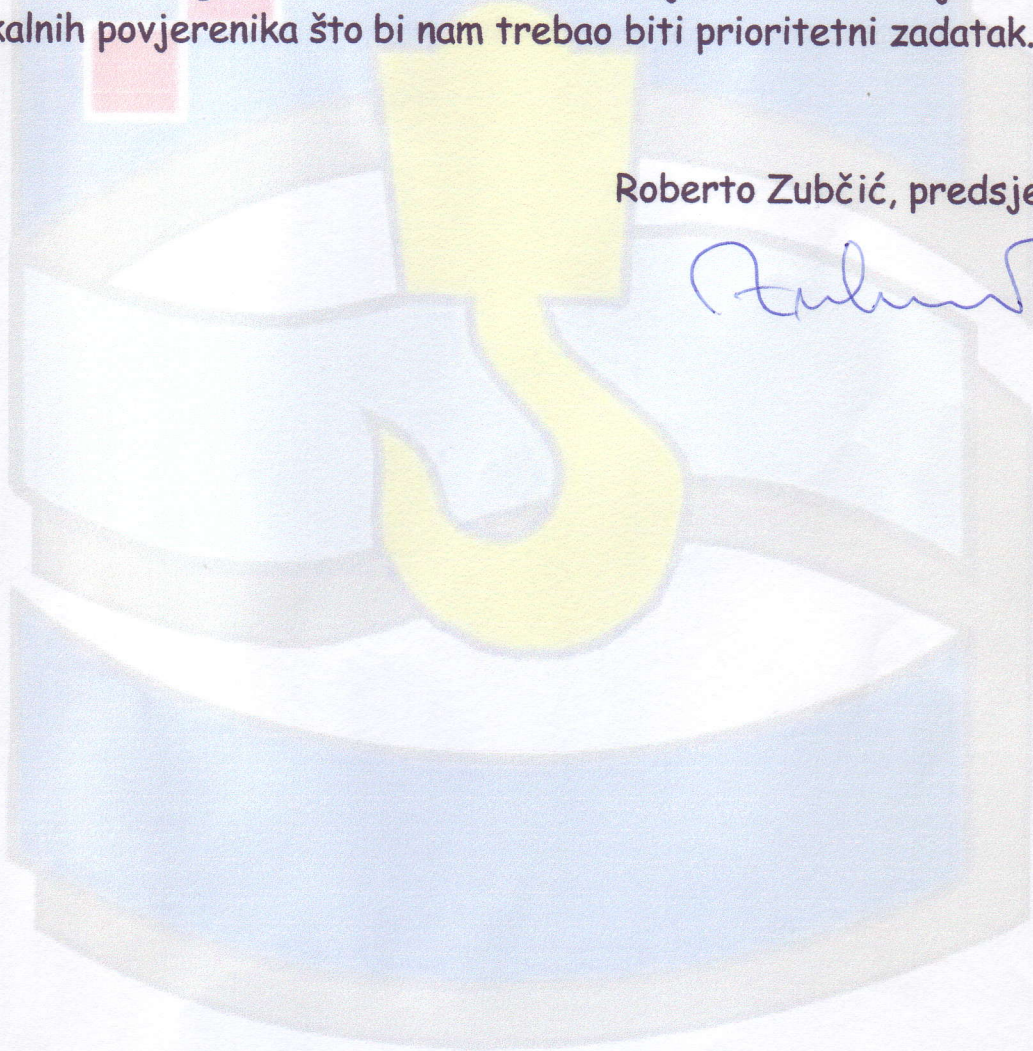 kalnih povjerenika što bi nam trebao biti prioritetni zadatak.
Roberto Zubčić, predsje